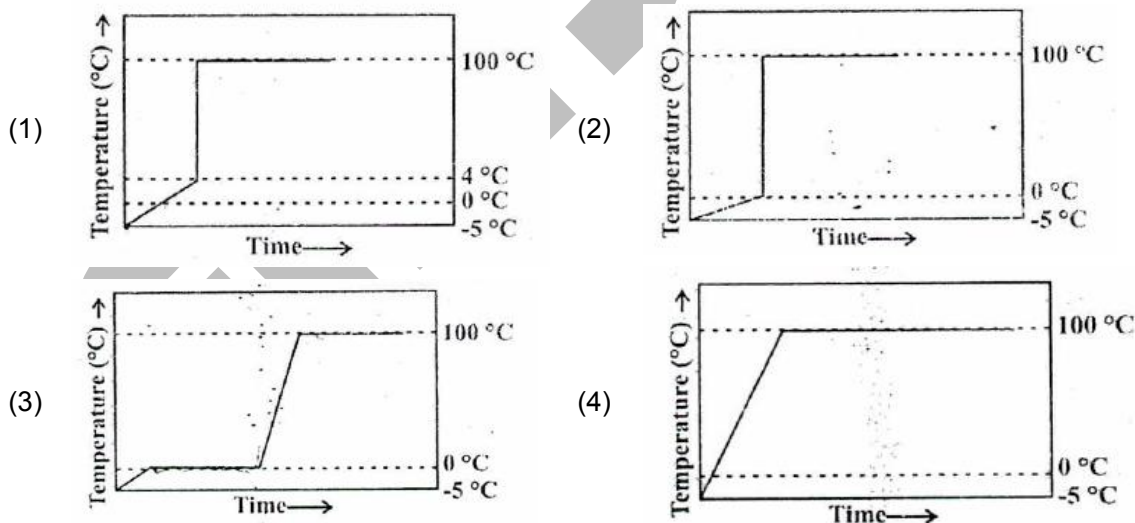 (1)
Temperature (°C) →
100 °C
4 °C
0 °C
-5 °C
Time→
(2)
Temperature (°C) →
100 °C
0 °C
-5 °C
Time→
(3)
Temperature (°C) →
100 °C
0 °C
-5 °C
Time→
(4)
Temperature (°C) →
100 °C
0 °C
-5 °C
Time→